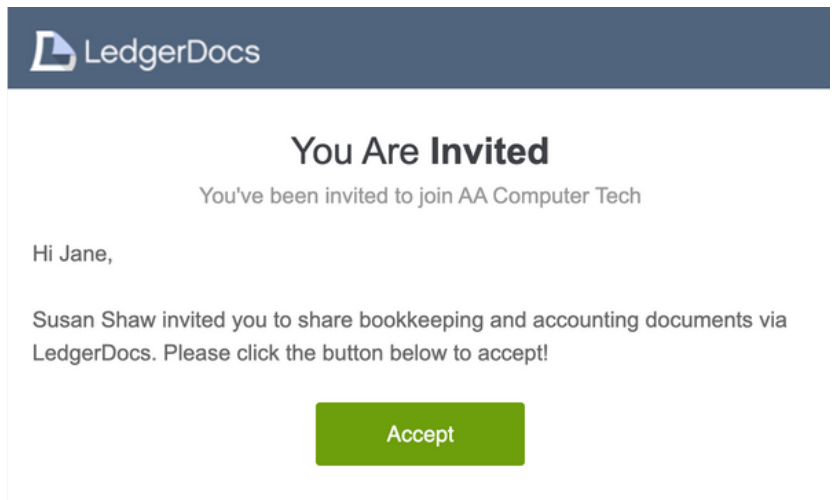 LedgerDocs
You Are Invited
You've been invited to join AA Computer Tech
Hi Jane,
Susan Shaw invited you to share bookkeeping and accounting documents via
LedgerDocs. Please click the button below to accept!
Accept